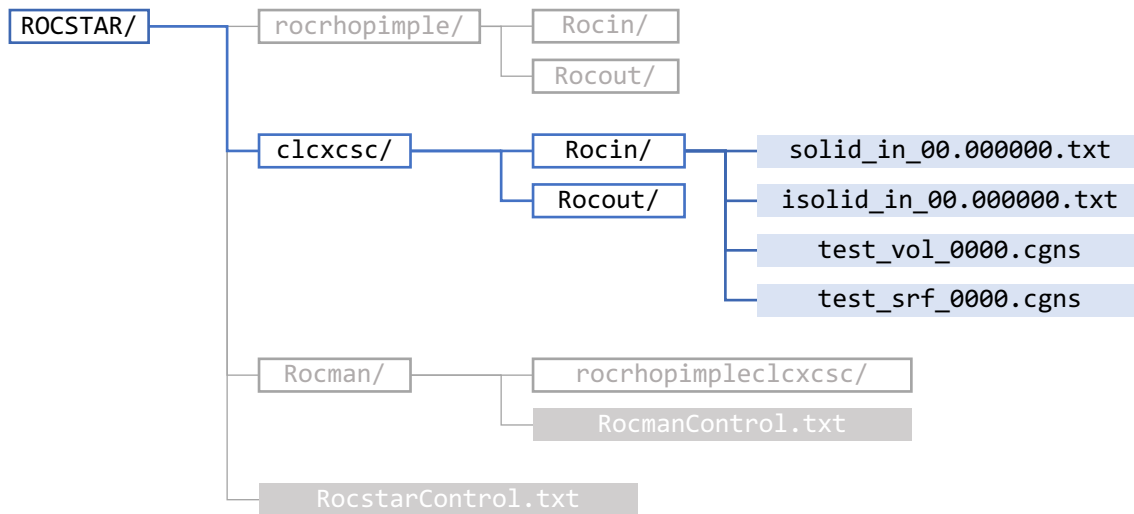 ROCSTAR/ rocrhopimple/ Rocin/
Rocout/
clcxcsc/ Rocin/ solid_in_00.000000.txt
Rocout/ isolid_in_00.000000.txt
test_vol_0000.cgns
test_srf_0000.cgns
Rocman/ rocrhopimpleclcxcsc/
RocmanControl.txt
RocstarControl.txt